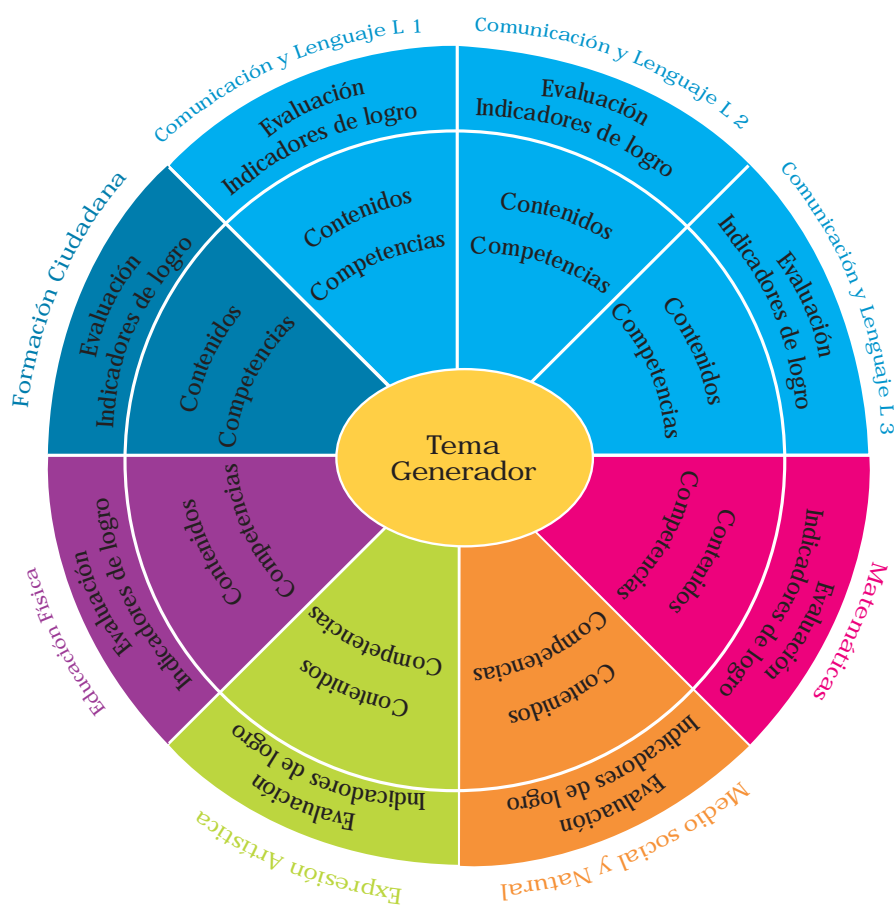 Comunicación y Lenguaje L 1
Evaluación
Indicadores de logro
Contenidos
Competencias
Comunicación y Lenguaje L 2
Evaluación
Indicadores de logro
Contenidos
Competencias
Comunicación y Lenguaje L 3
Evaluación
Indicadores de logro
Contenidos
Competencias
Matemáticas
Evaluación
Indicadores de logro
Contenidos
Competencias
Medio social y Natural
Evaluación
Indicadores de logro
Contenidos
Competencias
Expresión Artística
Evaluación
Indicadores de logro
Contenidos
Competencias
Educación Física
Evaluación
Indicadores de logro
Contenidos
Competencias
Formación Ciudadana
Evaluación
Indicadores de logro
Contenidos
Competencias
Tema
Generador